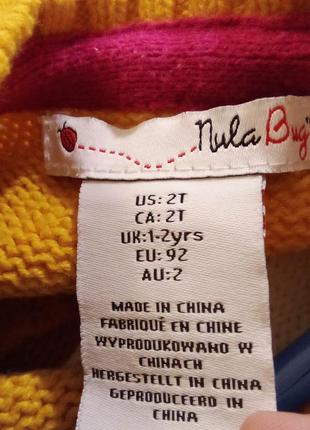 Nula Bug
US: 2T
CA: 2T
UK:1-2yrs
EU: 92
AU: 2
MADE IN CHINA
FABRIQUÉ EN CHINE
WYPRODUKOWANO W
CHINACH
HERGESTELLT IN CHINA
GEPRODUCEERD IN
CHINA